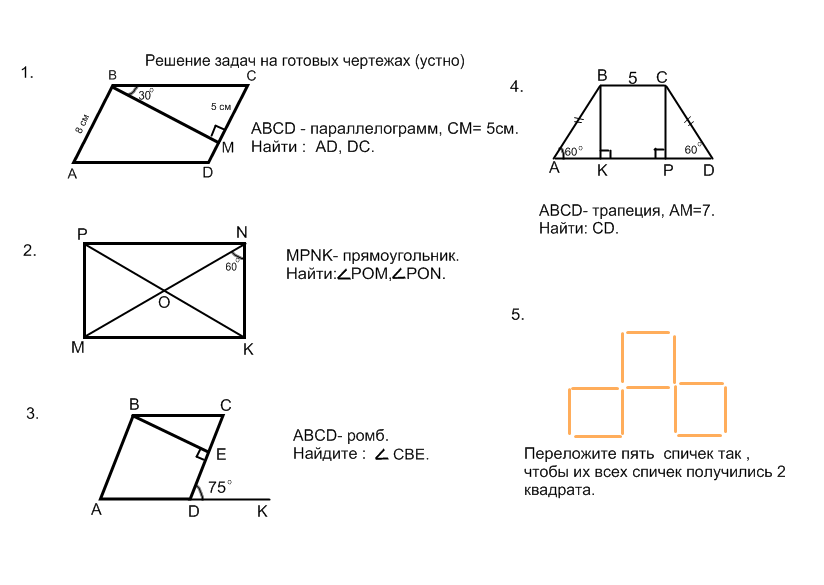 Решение задач на готовых чертежах (устно)
1.
B
C
30°
5 см
8 см
M
A
D
ABCD - параллелограмм, CM= 5см.
Найти : AD, DC.
2.
P
N
60°
O
M
K
MPNK- прямоугольник.
Найти:∠POM,∠PON.
3.
B
C
E
75°
A
D
K
ABCD- ромб.
Найдите : ∠ CBE.
4.
B
5
C
60°
60°
A
K
P
D
ABCD- трапеция, AM=7.
Найти: CD.
5.
Переложите пять спичек так ,
чтобы их всех спичек получились 2
квадрата.